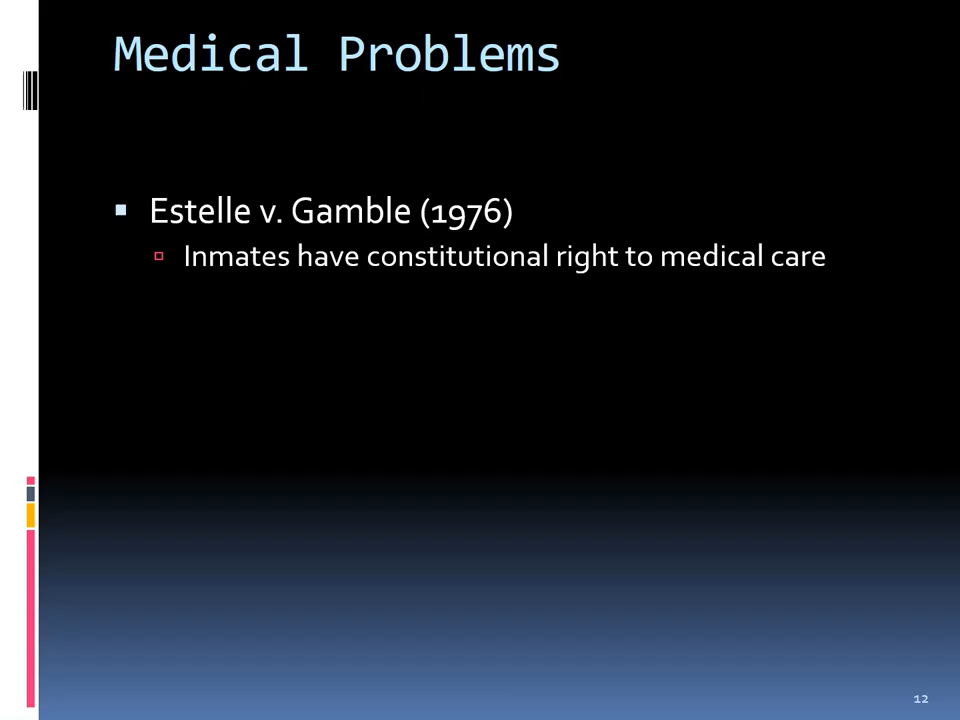 Medical Problems
Estelle v. Gamble (1976)
Inmates have constitutional right to medical care
12